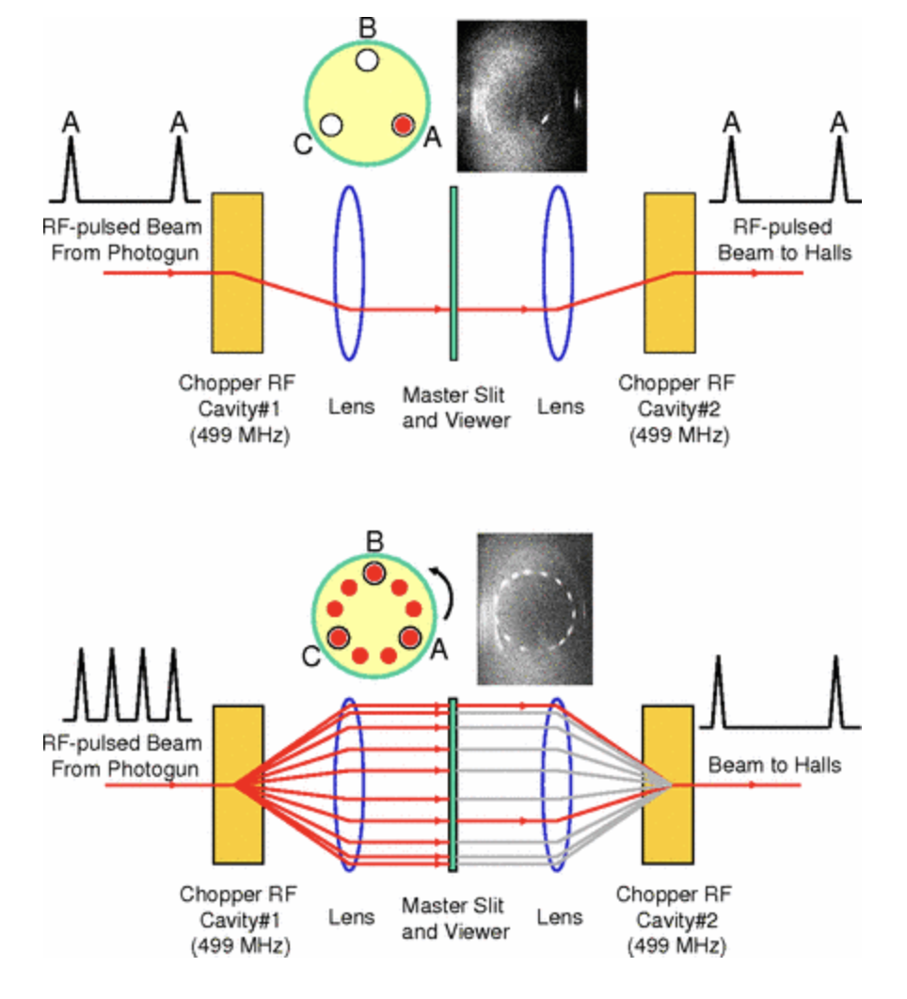 B
C
A
A
A
A
A
RF-pulsed Beam
From Photogun
RF-pulsed
Beam to Halls
Chopper RF
Cavity#1
(499 MHz)
Lens
Master Slit
and Viewer
Lens
Chopper RF
Cavity#2
(499 MHz)
B
C
A
RF-pulsed Beam
From Photogun
Beam to Halls
Chopper RF
Cavity#1
(499 MHz)
Lens
Master Slit
and Viewer
Lens
Chopper RF
Cavity#2
(499 MHz)